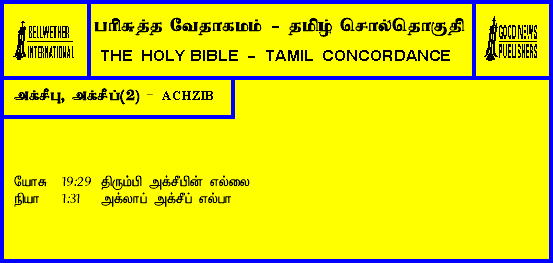 BELLWETHER
INTERNATIONAL
பரிசுத்த வேதாகமம் - தமிழ் சொல்தொகுதி
THE HOLY BIBLE - TAMIL CONCORDANCE
GOOD NEWS
PUBLISHERS
அக்சீபு, அக்சீப்(2) - ACHZIB
யோசு 19:29 திரும்பி அக்சீபின் எல்லை
நியா 1:31 அக்லாப் அக்சீப் எல்பா